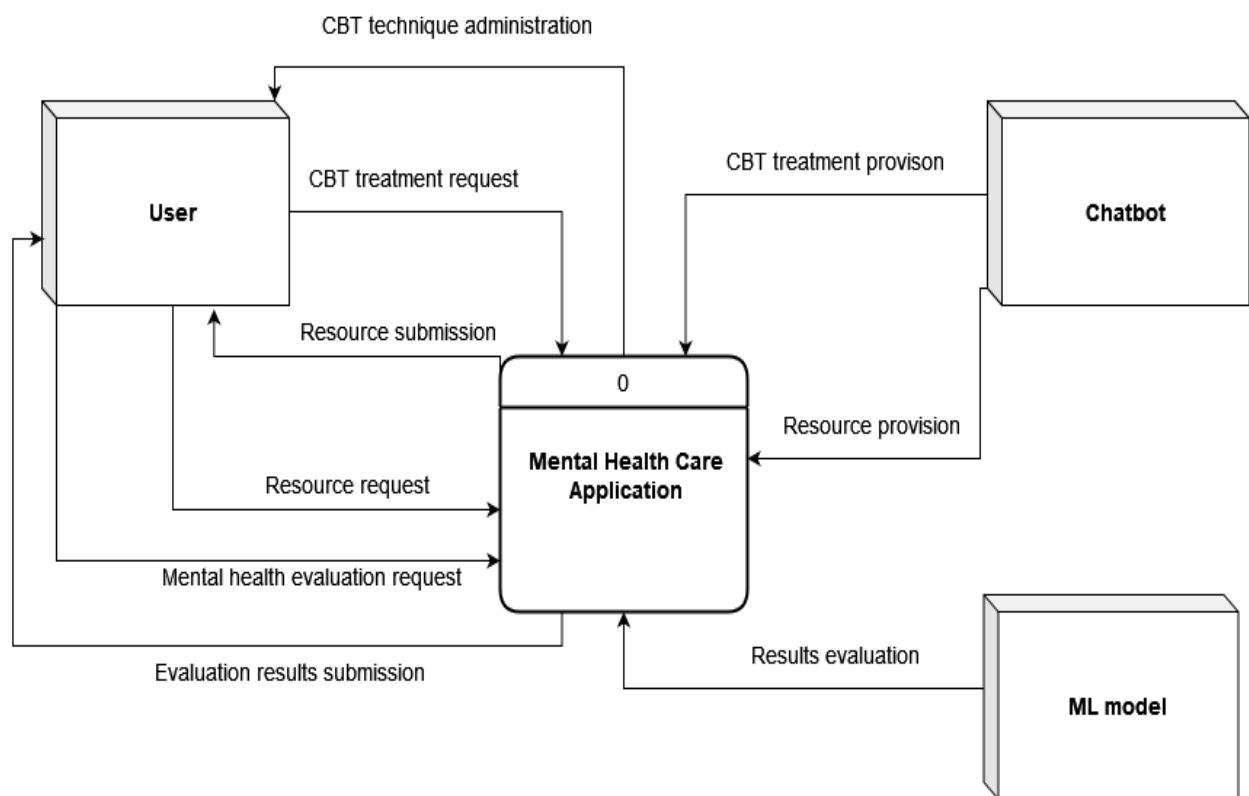 CBT technique administration
CBT treatment request
CBT treatment provison
User
Chatbot
Resource submission
0
Resource provision
Mental Health Care
Application
Resource request
Mental health evaluation request
Results evaluation
Evaluation results submission
ML model